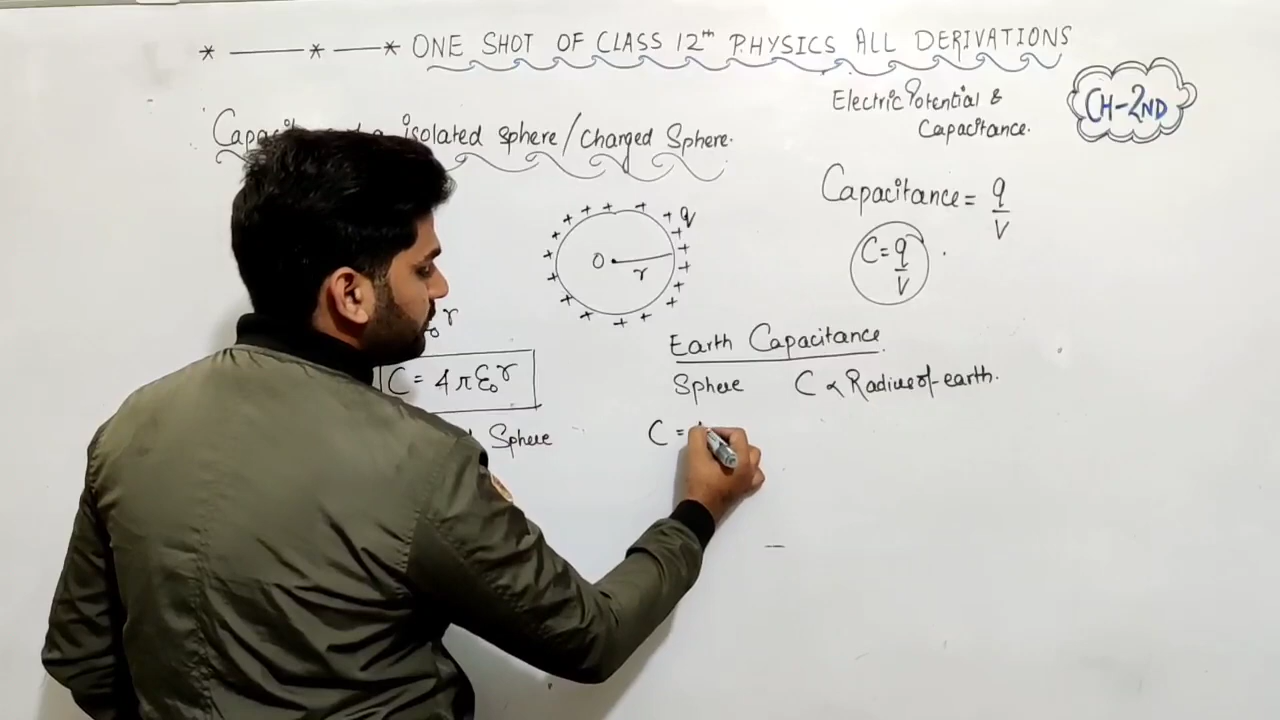 * —— * — * ONE SHOT OF CLASS 12th PHYSICS ALL DERIVATIONS
Electric Potential &
Capacitance.
CH-2ND
isolated sphere / Charged Sphere.
Capacitance = q/V
C = q/V
+ + + + + + + + + + + + + + + + + + q
O r
r
C = 4πε₀r
Sphere
Earth Capacitance
Sphere C ∝ Radius of earth.
C =